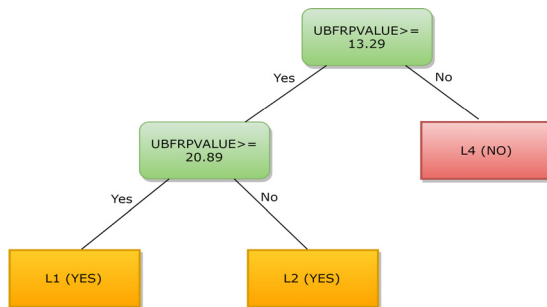 UBFRPVALUE>=
13.29
Yes
No
UBFRPVALUE>=
20.89
L4 (NO)
Yes
No
L1 (YES)
L2 (YES)